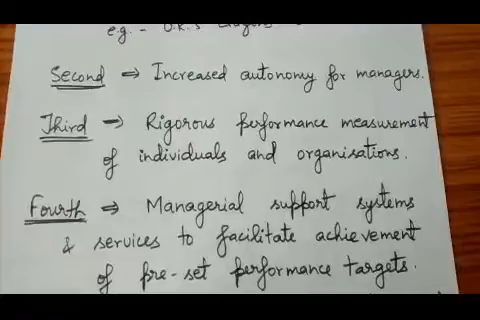 e.g. - U.K.'s
Second ⇒ Increased autonomy for managers.
Third → Rigorous performance measurement
of individuals and organisations.
Fourth ⇒ Managerial support systems
& services to facilitate achievement
of pre-set performance targets.